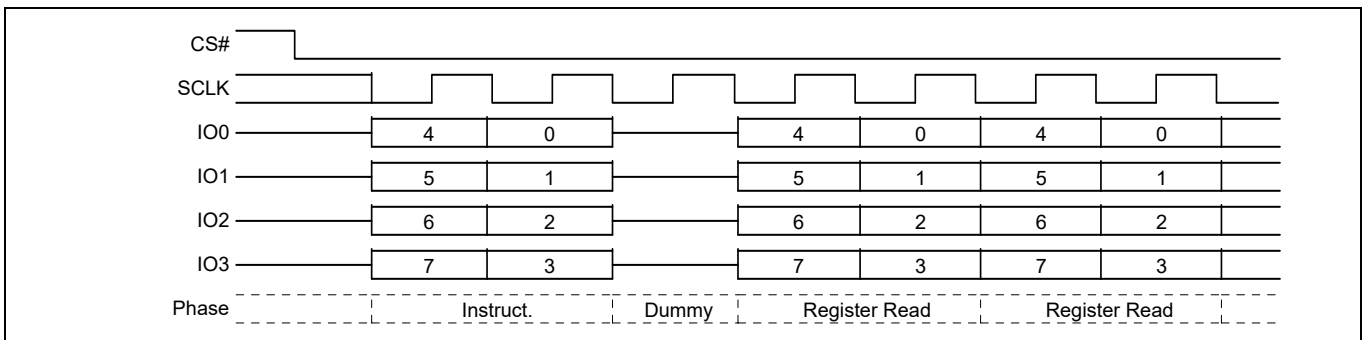 CS#
SCLK
IO0 4 0 4 0 4 0
IO1 5 1 5 1 5 1
IO2 6 2 6 2 6 2
IO3 7 3 7 3 7 3
Phase Instruct. Dummy Register Read Register Read